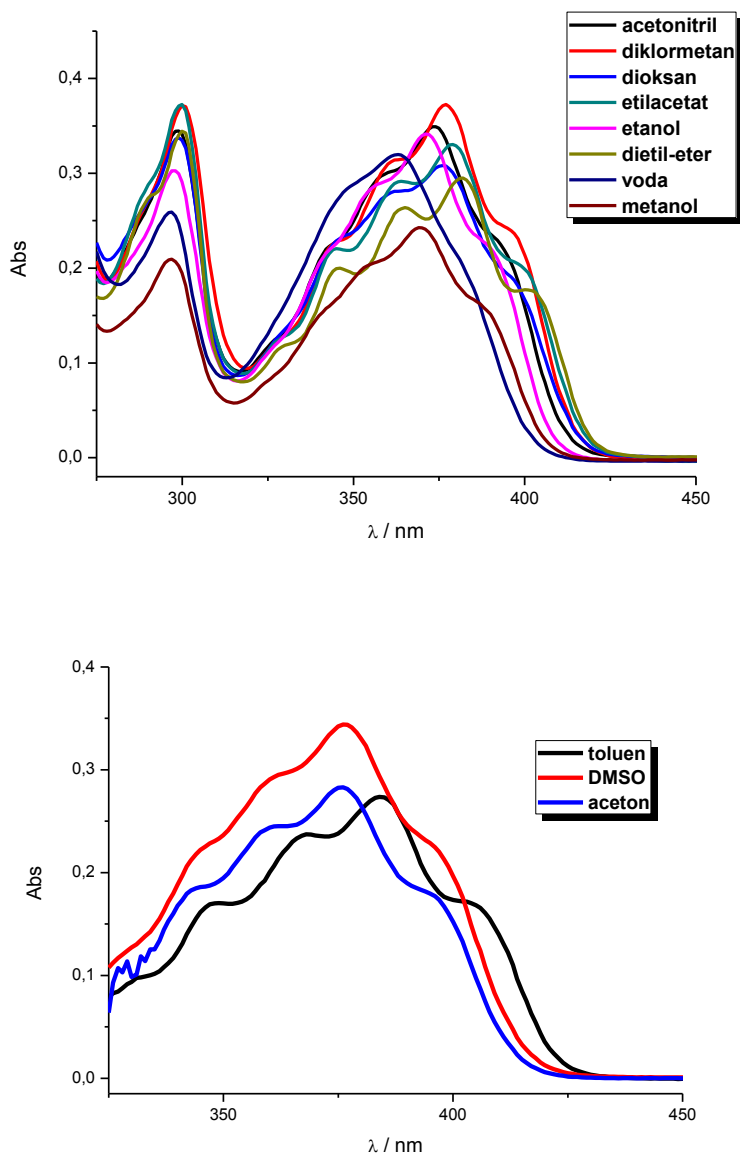 acetonitril
diklormetan
dioksan
etilacetat
etanol
dietil-eter
voda
metanol
0,4
0,3
0,2
0,1
0,0
Abs
300
350
400
450
λ / nm
0,4
0,3
0,2
0,1
0,0
Abs
toluen
DMSO
aceton
350
400
450
λ / nm